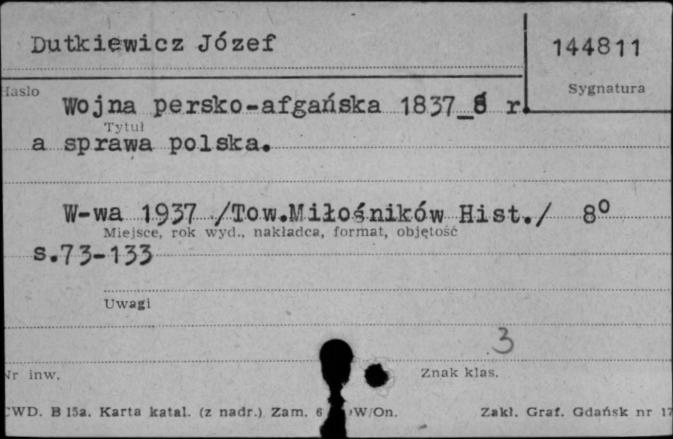 Dutkiewicz Józef
144811
Hasło
Sygnatura
Wojna persko-afgańska 1837_8 r.
Tytuł
a sprawa polska.
W-wa 1937 /Tow.Miłośników Hist./ 8°
Miejsce, rok wyd., nakładca, format, objętość
s.73-133
Uwagi
3
Nr inw.
Znak klas.
CWD. B 15a. Karta katal. (z nadr.) Zam. 6 W/On.
Zakł. Graf. Gdańsk nr 17